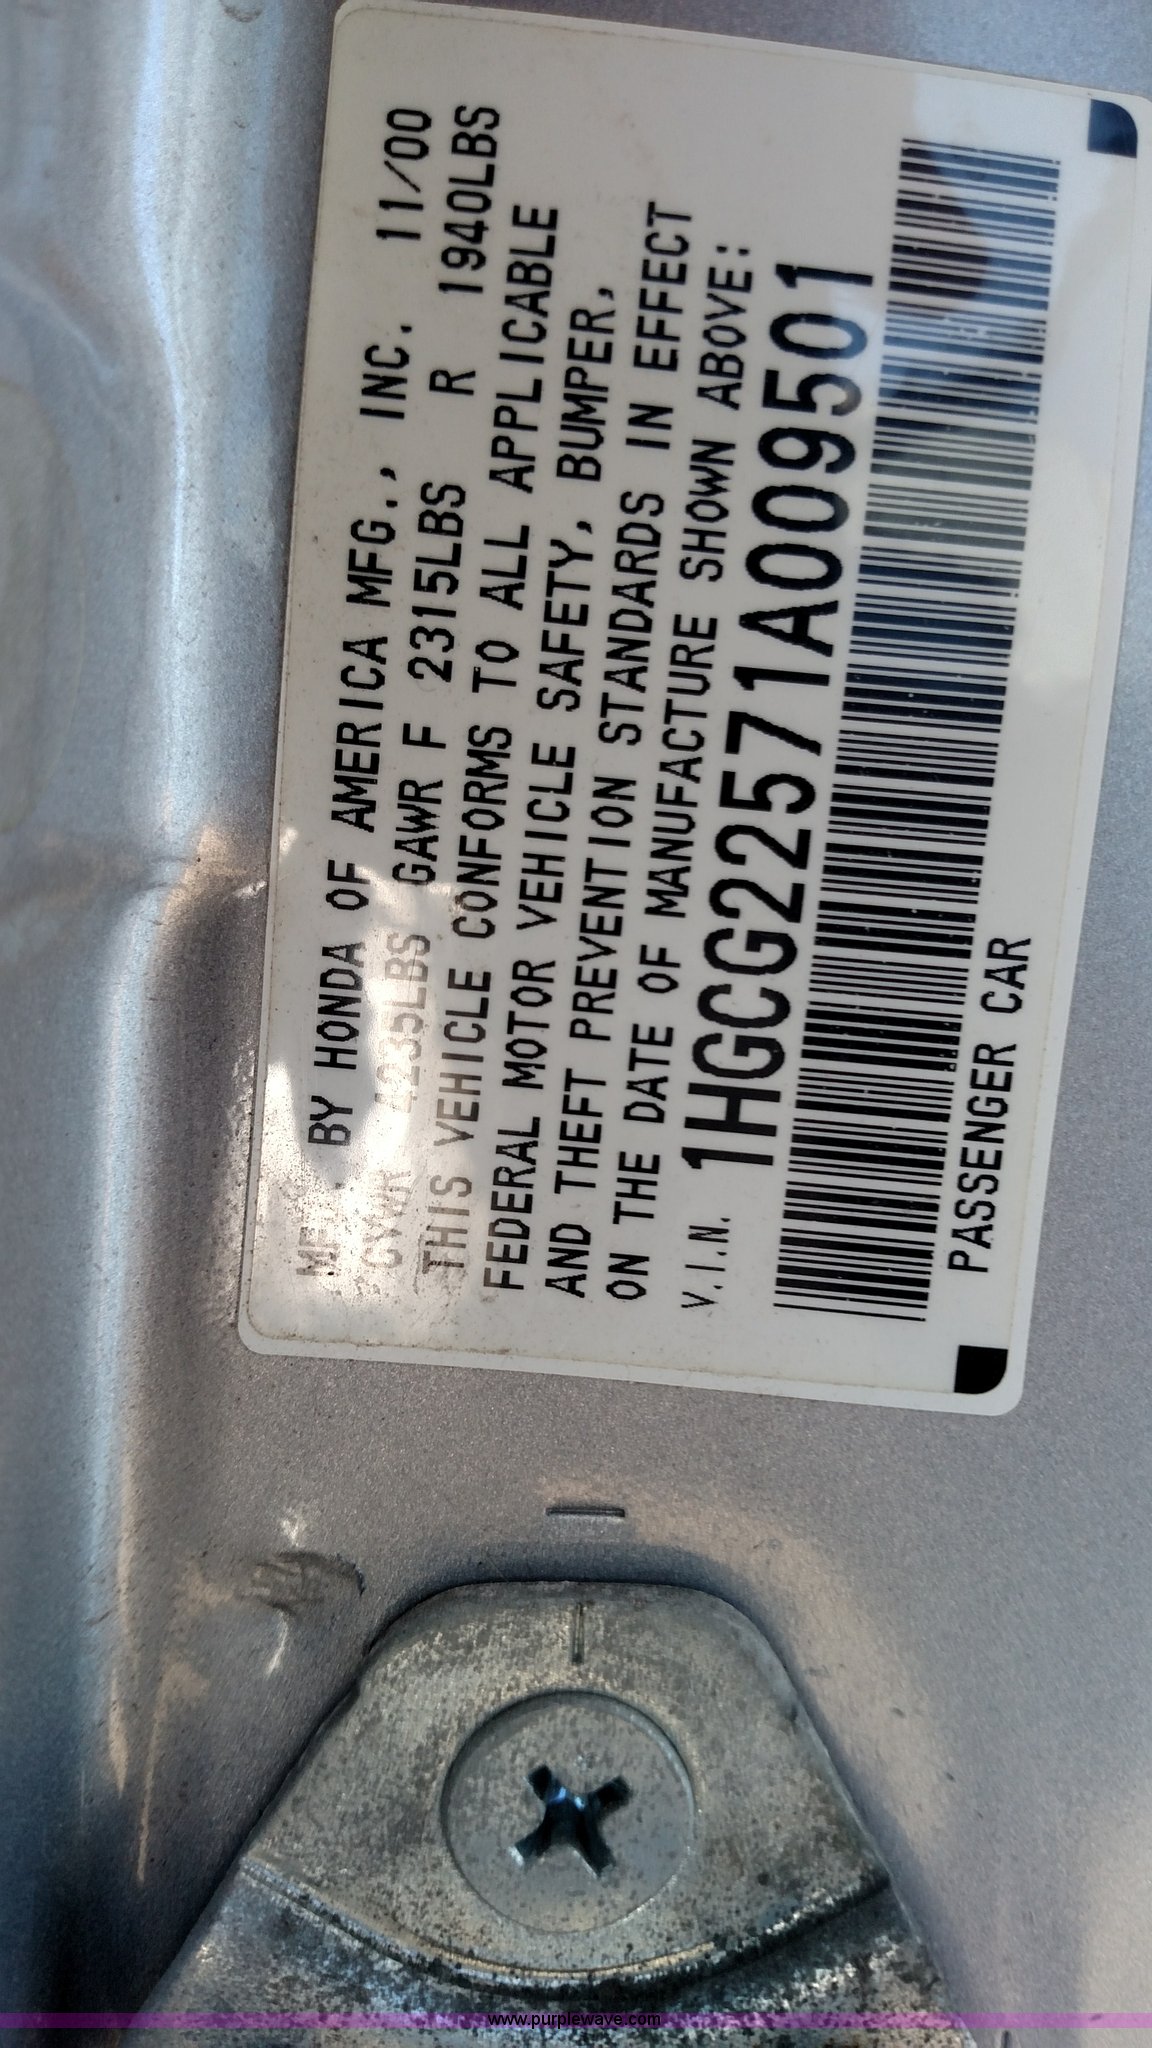 MFD. BY HONDA OF AMERICA MFG., INC. 11/00
GVWR 4235LBS GAWR F 2315LBS R 1940LBS
THIS VEHICLE CONFORMS TO ALL APPLICABLE
FEDERAL MOTOR VEHICLE SAFETY, BUMPER,
AND THEFT PREVENTION STANDARDS IN EFFECT
ON THE DATE OF MANUFACTURE SHOWN ABOVE:
V.I.N. 1HGCG22571A009501
PASSENGER CAR
www.purplewave.com